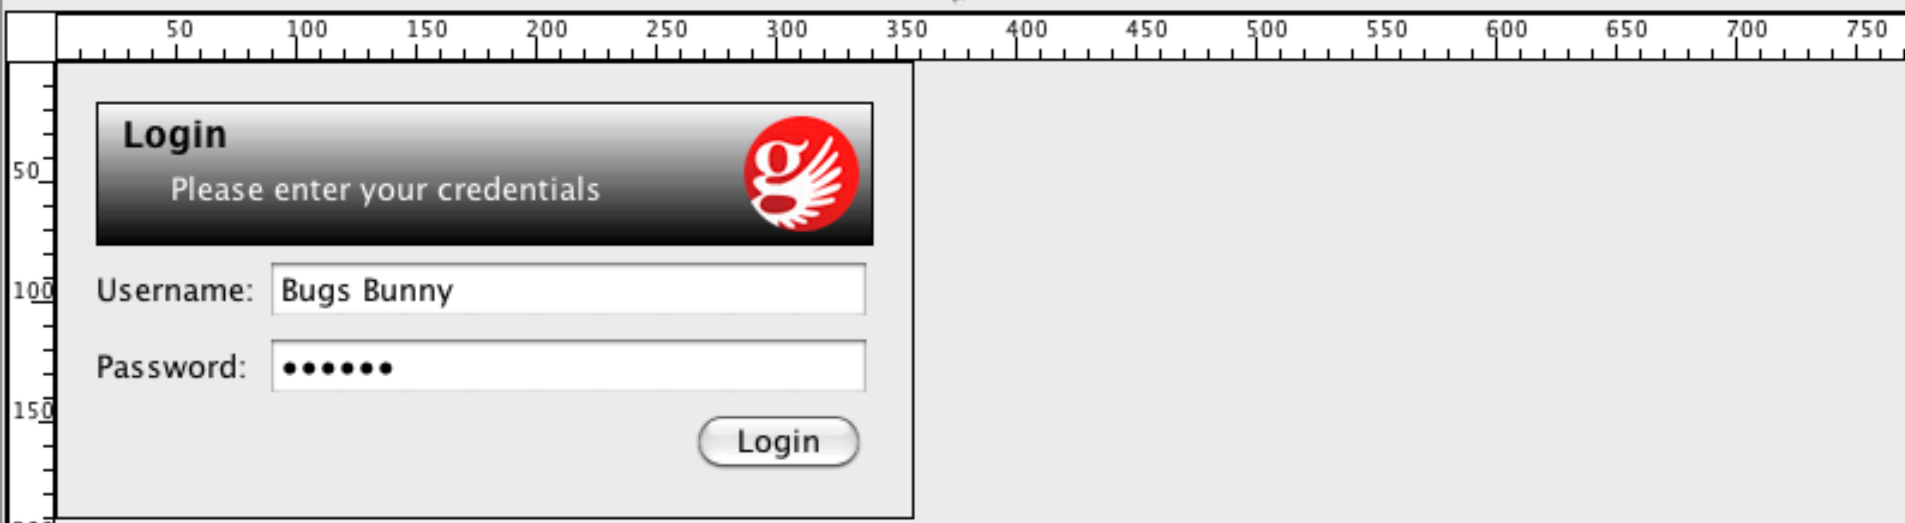 50 100 150 200 250 300 350 400 450 500 550 600 650 700 750
Login
50
Please enter your credentials
g
100
Username: Bugs Bunny
Password: ••••••
150
Login